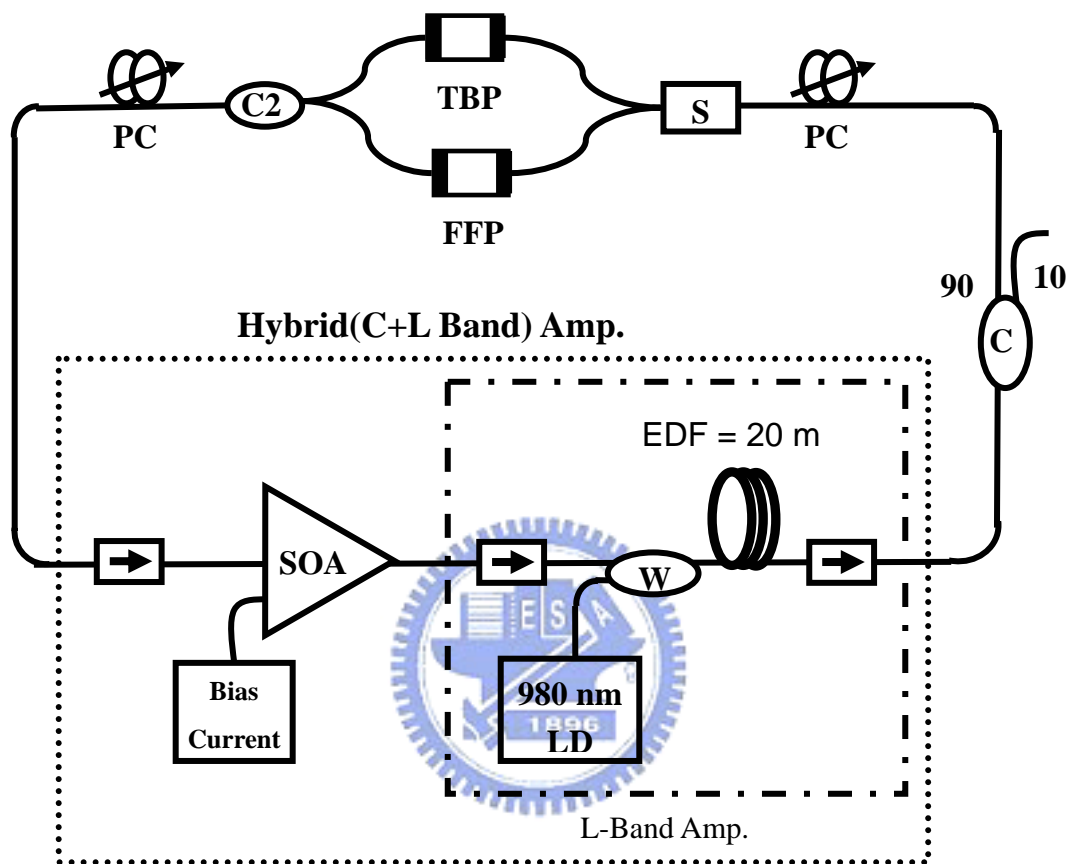 TBP
C2
S
PC
PC
FFP
90
10
Hybrid(C+L Band) Amp.
C
EDF = 20 m
SOA
W
E S A
Bias
Current
980 nm
LD
1896
L-Band Amp.